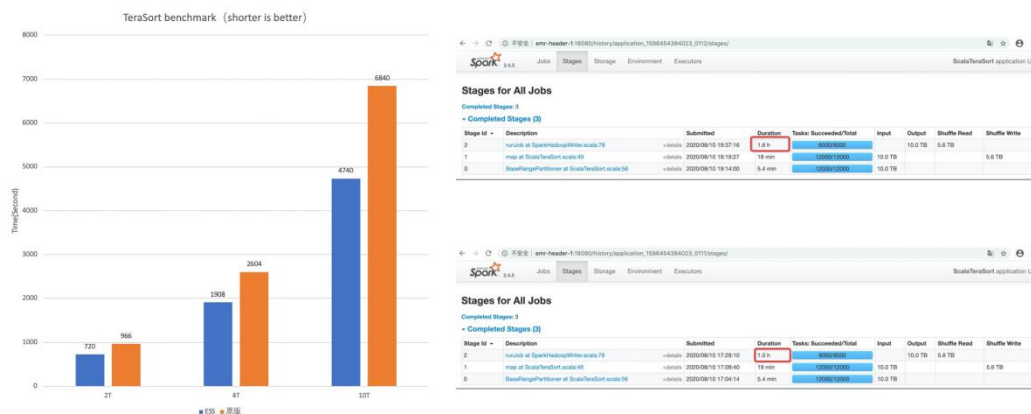 TeraSort benchmark（shorter is better）
8000
7000
6000
5000
4000
3000
2000
1000
0
Time(Second)
720
966
1908
2604
4740
6840
2T
4T
10T
ESS 原版
不安全 emr-header-1:18080/history/application_1596454384023_0112/stages/
Spark 2.4.5 Jobs Stages Storage Environment Executors ScalaTeraSort application U
Stages for All Jobs
Completed Stages: 3
Completed Stages (3)
Stage Id Description Submitted Duration Tasks: Succeeded/Total Input Output Shuffle Read Shuffle Write
2 runJob at SparkHadoopWriter.scala:78 +details 2020/08/10 19:37:16 1.6 h 8000/8000 10.0 TB 5.6 TB
1 map at ScalaTeraSort.scala:49 +details 2020/08/10 19:19:27 18 min 12000/12000 10.0 TB 5.6 TB
0 BaseRangePartitioner at ScalaTeraSort.scala:56 +details 2020/08/10 19:14:00 5.4 min 12000/12000 10.0 TB
不安全 emr-header-1:18080/history/application_1596454384023_0111/stages/
Spark 2.4.5 Jobs Stages Storage Environment Executors ScalaTeraSort application U
Stages for All Jobs
Completed Stages: 3
Completed Stages (3)
Stage Id Description Submitted Duration Tasks: Succeeded/Total Input Output Shuffle Read Shuffle Write
2 runJob at SparkHadoopWriter.scala:78 +details 2020/08/10 17:29:10 1.0 h 8000/8000 10.0 TB 5.6 TB
1 map at ScalaTeraSort.scala:49 +details 2020/08/10 17:09:40 19 min 12000/12000 10.0 TB 5.6 TB
0 BaseRangePartitioner at ScalaTeraSort.scala:56 +details 2020/08/10 17:04:14 5.4 min 12000/12000 10.0 TB